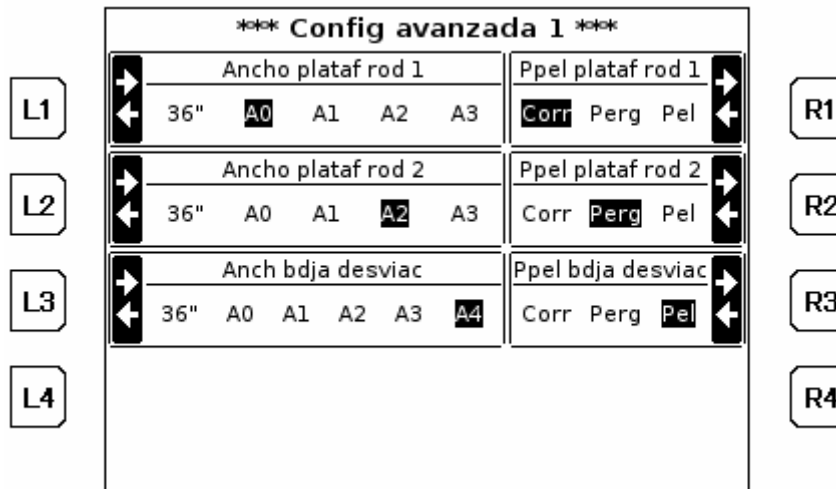 *** Config avanzada 1 ***
Ancho plataf rod 1 Ppel plataf rod 1
L1 36" A0 A1 A2 A3 Corr Perg Pel R1
Ancho plataf rod 2 Ppel plataf rod 2
L2 36" A0 A1 A2 A3 Corr Perg Pel R2
Anch bdja desviac Ppel bdja desviac
L3 36" A0 A1 A2 A3 A4 Corr Perg Pel R3
L4 R4